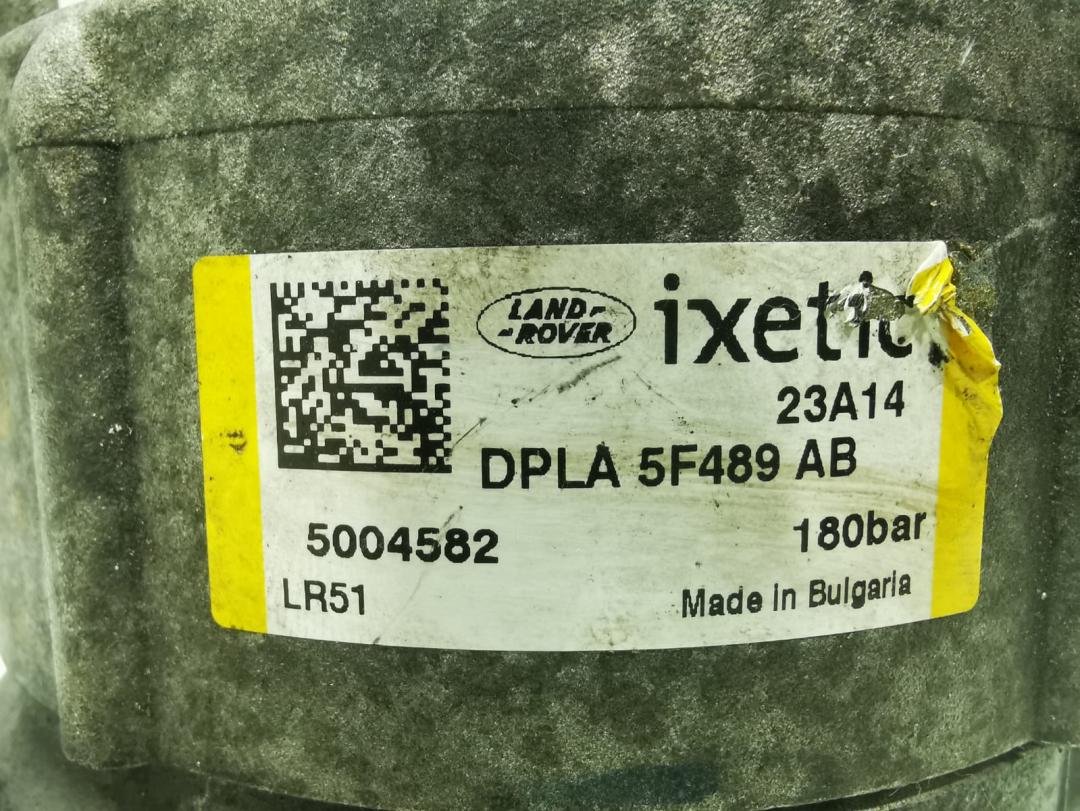 LAND-
-ROVER
ixetic
23A14
DPLA 5F489 AB
5004582
180bar
LR51
Made in Bulgaria